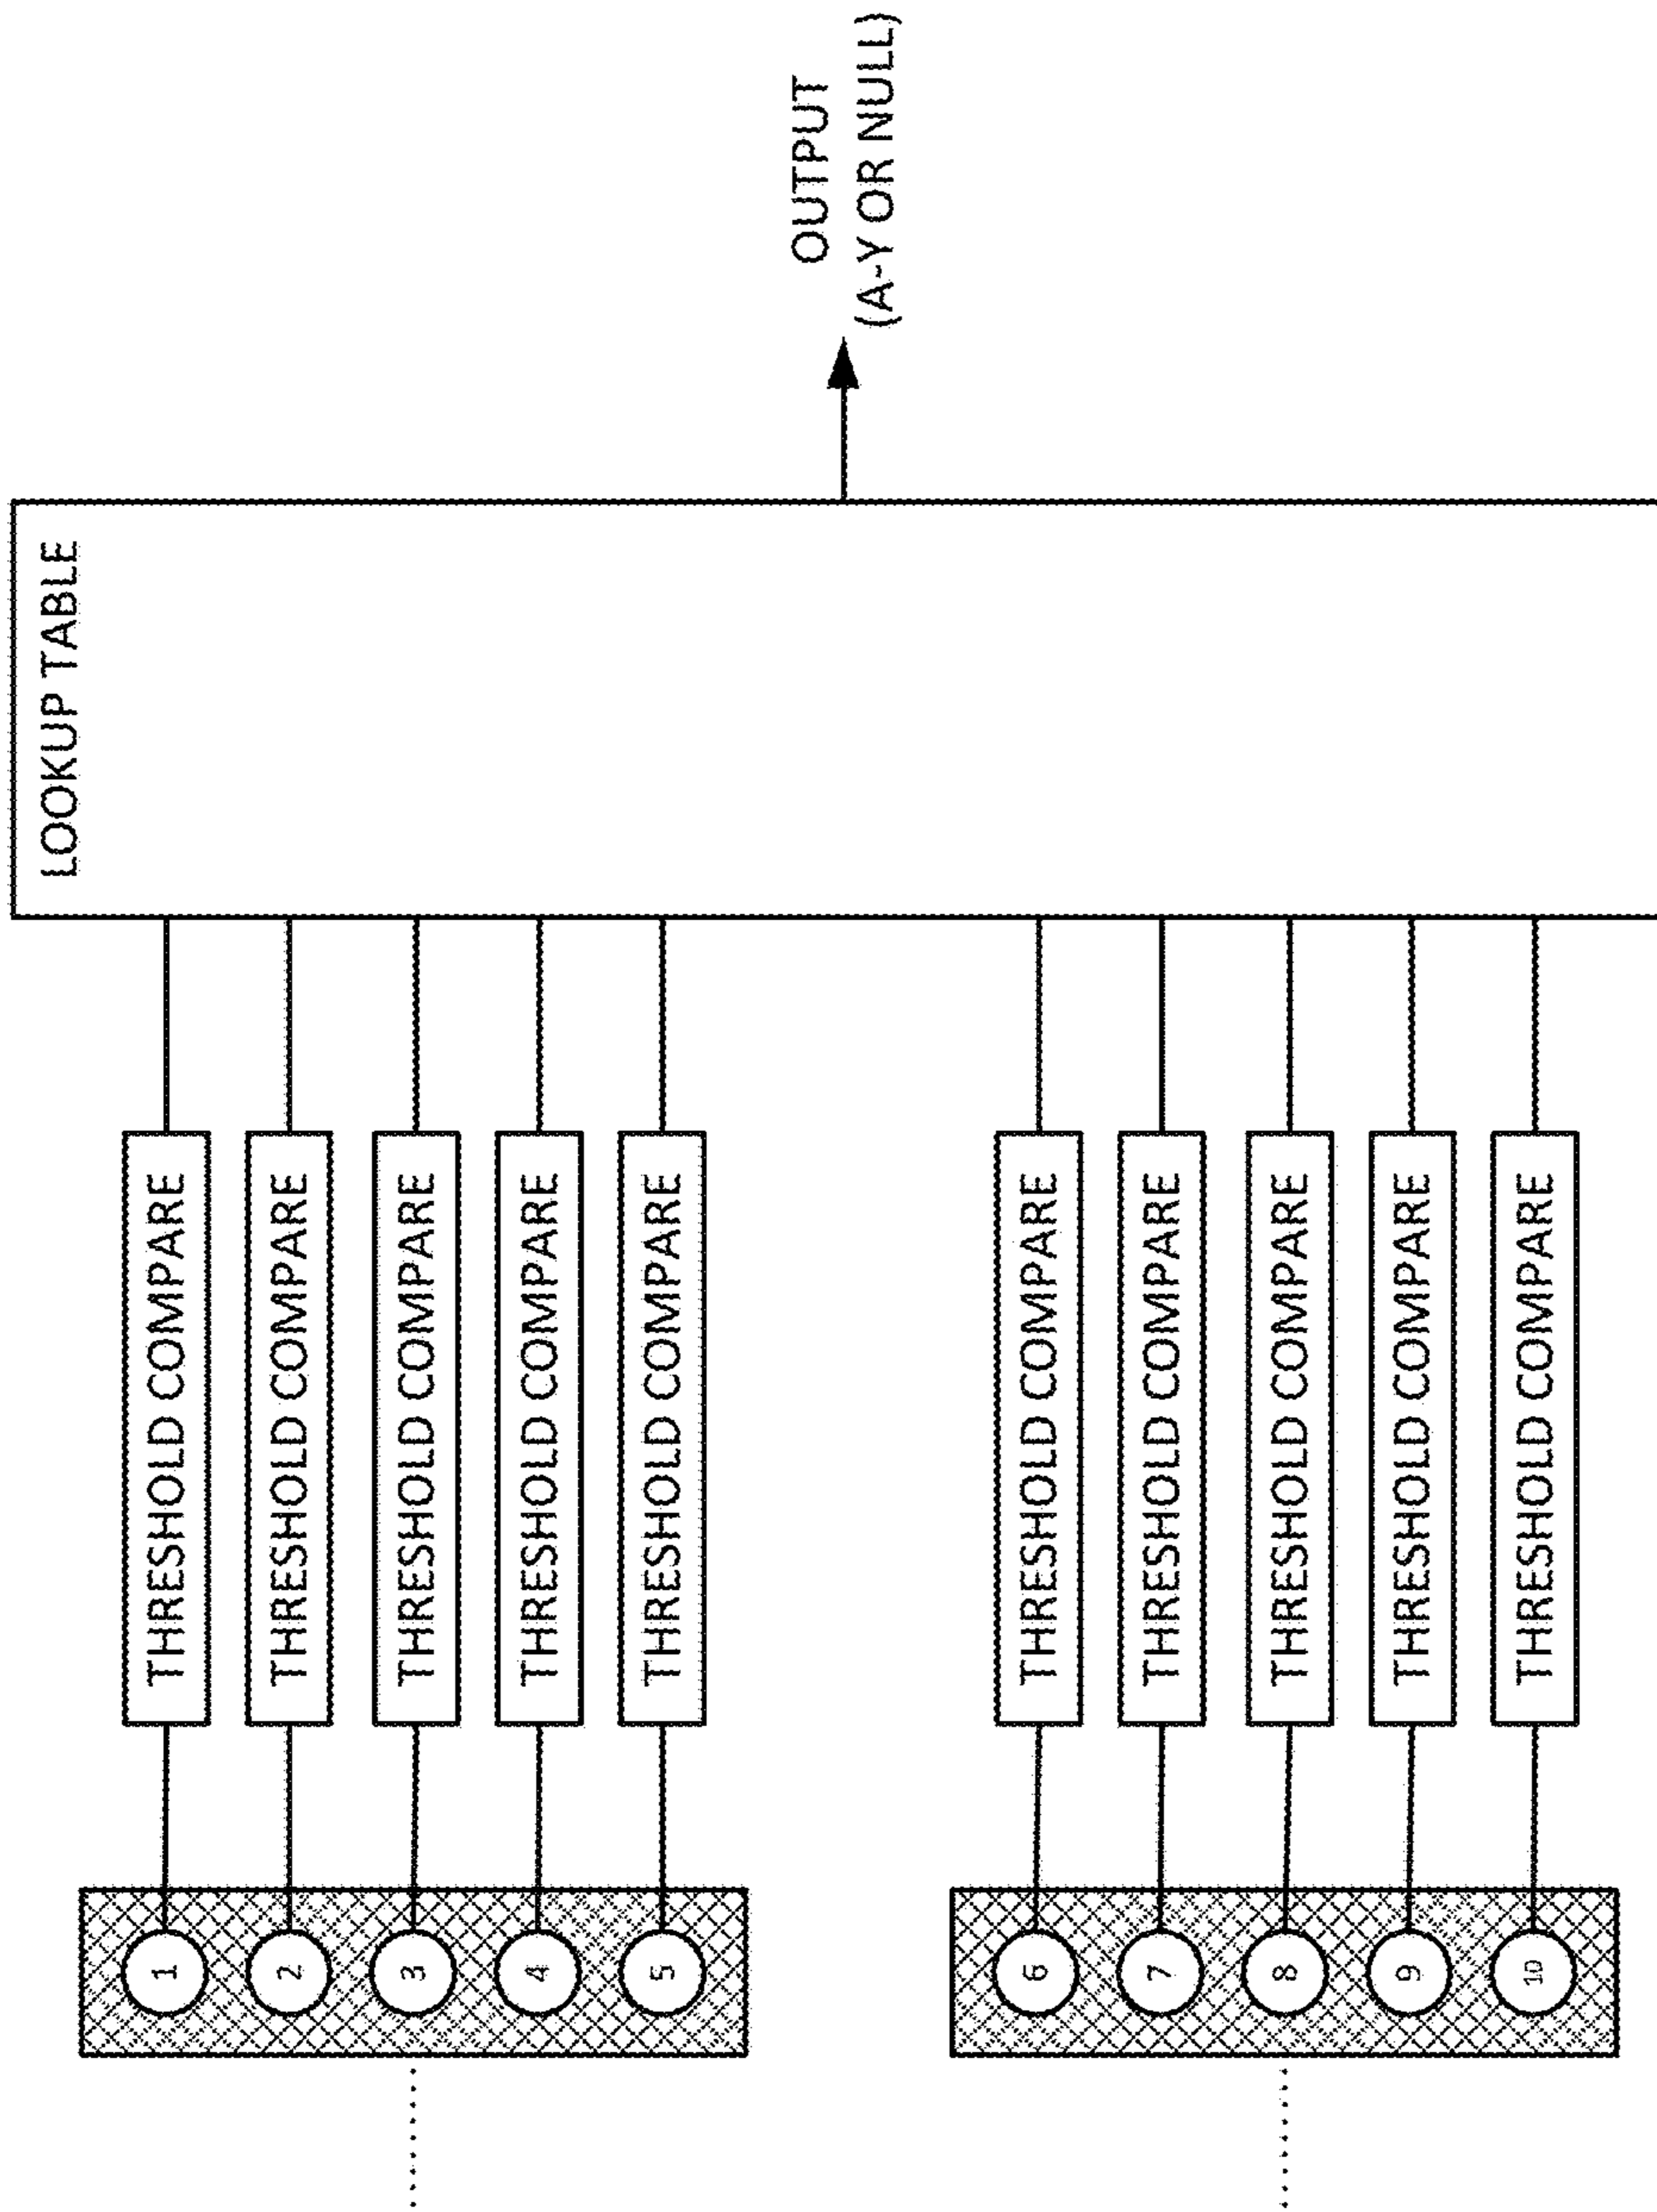 LOOKUP TABLE
1
THRESHOLD COMPARE
2
THRESHOLD COMPARE
3
THRESHOLD COMPARE
4
THRESHOLD COMPARE
5
THRESHOLD COMPARE
OUTPUT
(A-Y OR NULL)
6
THRESHOLD COMPARE
7
THRESHOLD COMPARE
8
THRESHOLD COMPARE
9
THRESHOLD COMPARE
10
THRESHOLD COMPARE